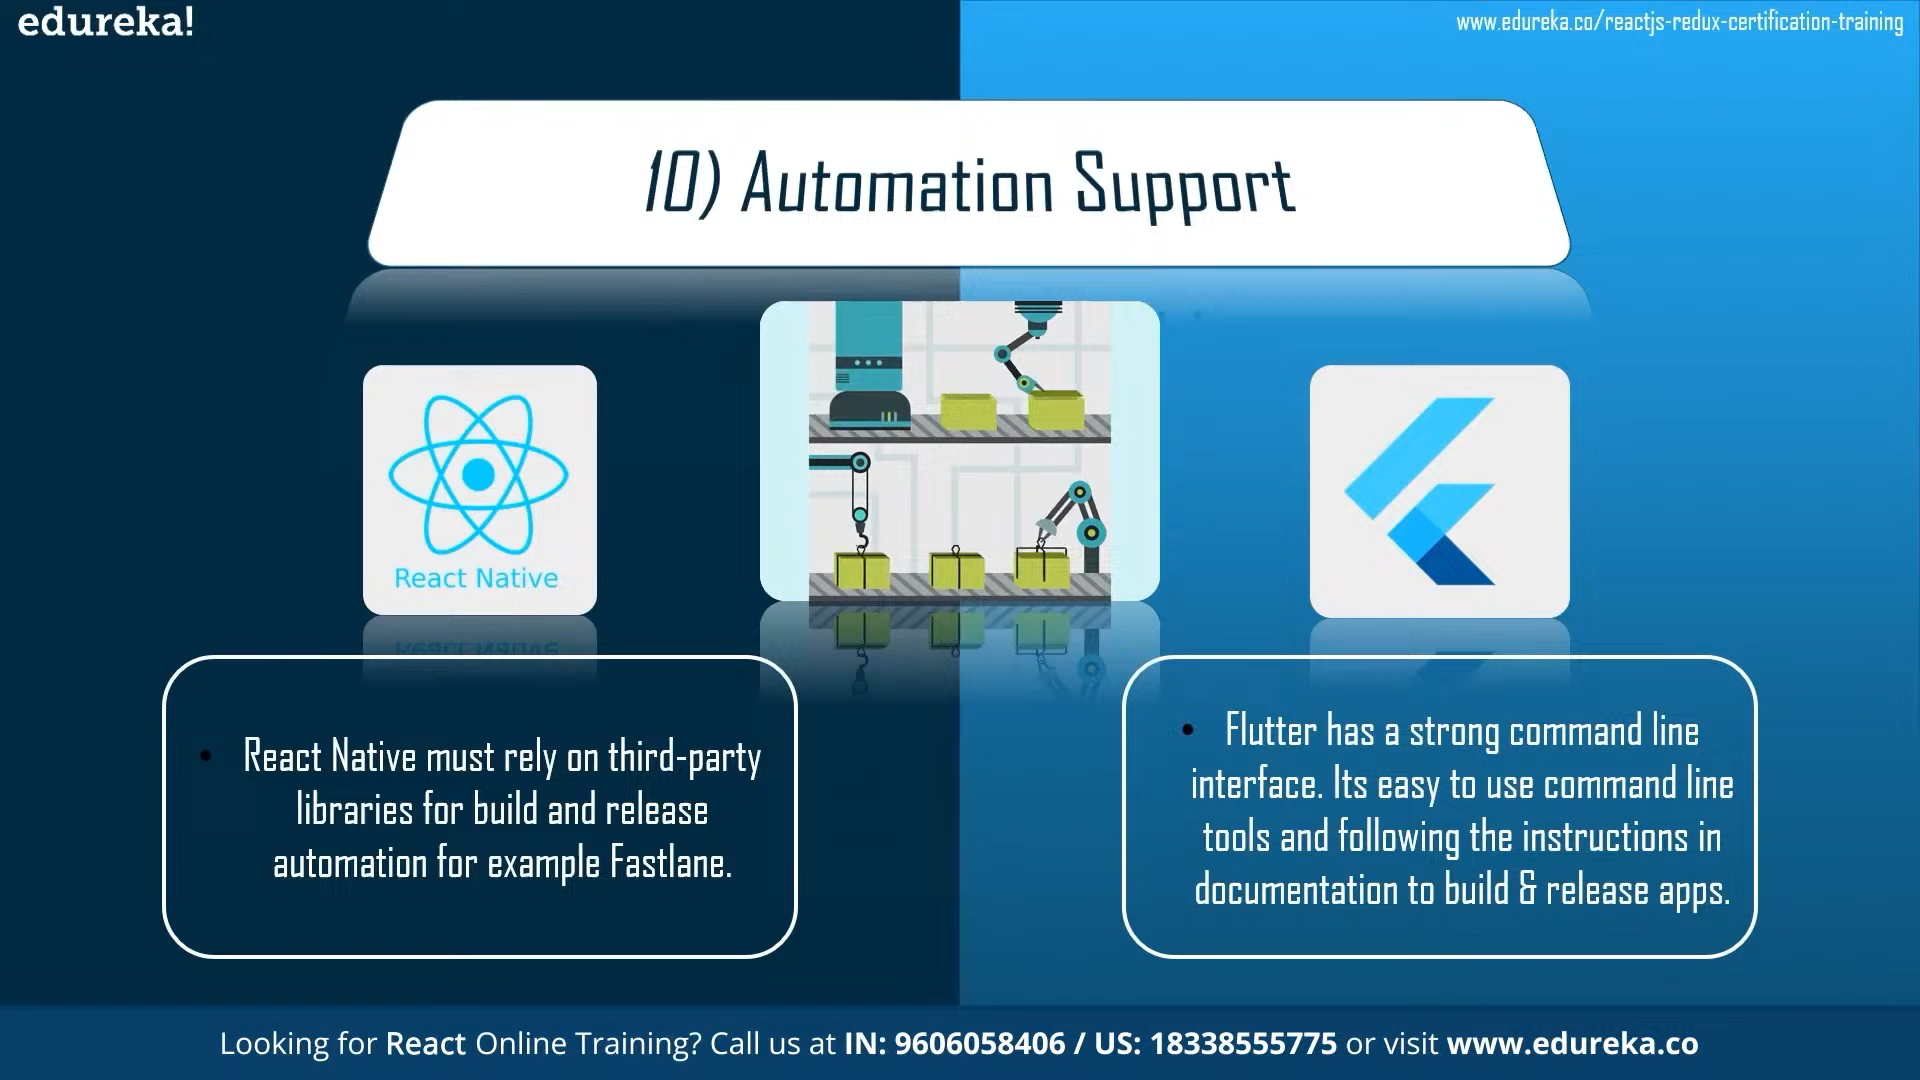 edureka!
www.edureka.co/reactjs-redux-certification-training
10) Automation Support
React Native
• React Native must rely on third-party
libraries for build and release
automation for example Fastlane.
• Flutter has a strong command line
interface. Its easy to use command line
tools and following the instructions in
documentation to build & release apps.
Looking for React Online Training? Call us at IN: 9606058406 / US: 18338555775 or visit www.edureka.co